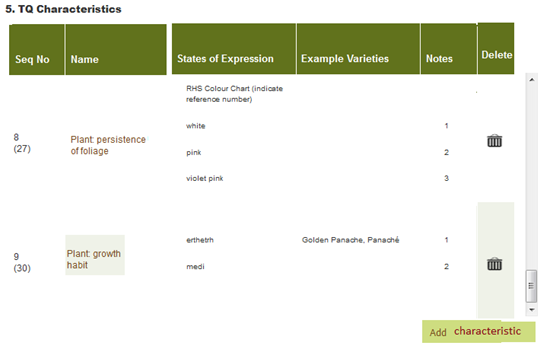 5. TQ Characteristics
Seq No Name States of Expression Example Varieties Notes Delete
RHS Colour Chart (indicate
reference number)
white 1
8
(27)
Plant: persistence
of foliage
pink 2
violet pink 3
9
(30)
Plant: growth
habit
erthetrh Golden Panache, Panaché 1
medi 2
Add characteristic